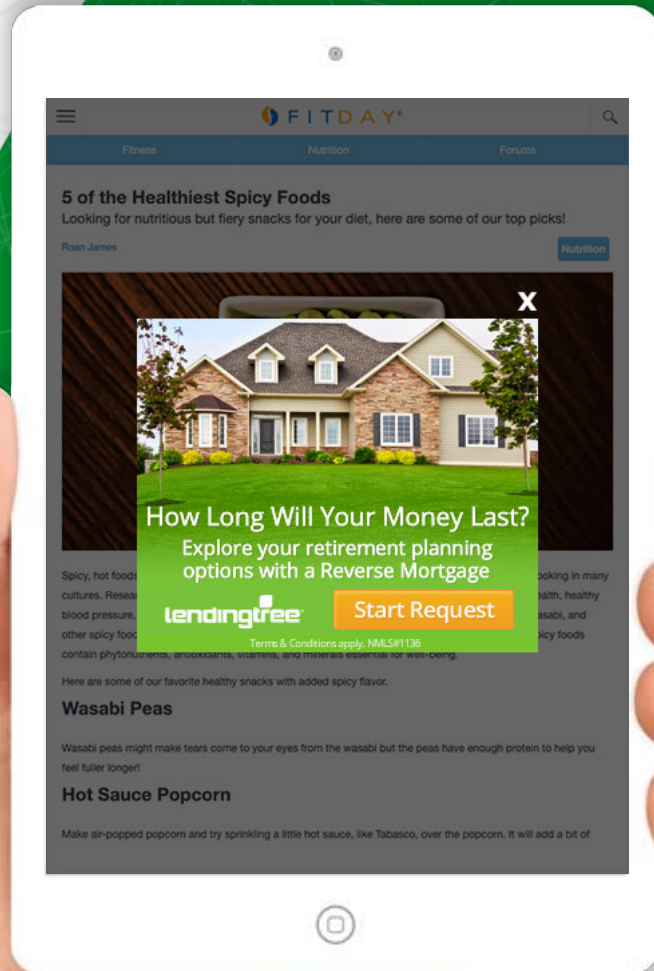 FITDAY®
Fitness Nutrition Forums
5 of the Healthiest Spicy Foods
Looking for nutritious but fiery snacks for your diet, here are some of our top picks!
Roan James
Nutrition
X
How Long Will Your Money Last?
Explore your retirement planning
options with a Reverse Mortgage
lendingtree
Start Request
Terms & Conditions apply. NMLS#1136
Spicy, hot foods ooking in many
cultures. Resear ealth, healthy
blood pressure, asabi, and
other spicy food icy foods
contain phytonutrients, antioxidants, vitamins, and minerals essential for well-being.
Here are some of our favorite healthy snacks with added spicy flavor.
Wasabi Peas
Wasabi peas might make tears come to your eyes from the wasabi but the peas have enough protein to help you
feel fuller longer!
Hot Sauce Popcorn
Make air-popped popcorn and try sprinkling a little hot sauce, like Tabasco, over the popcorn. It will add a bit of